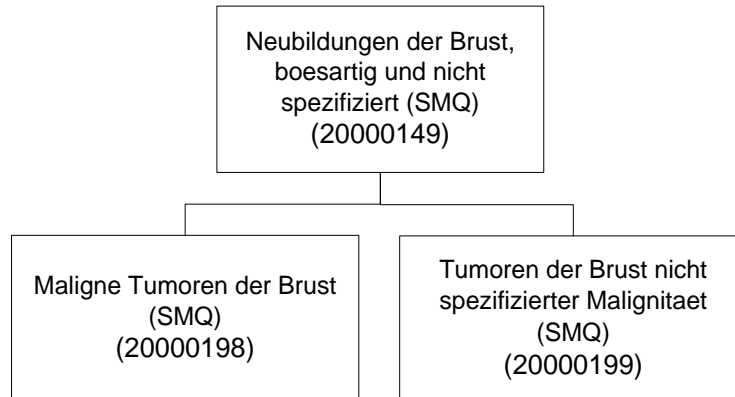 Neubildungen der Brust,
boesartig und nicht
spezifiziert (SMQ)
(20000149)
Maligne Tumoren der Brust
(SMQ)
(20000198)
Tumoren der Brust nicht
spezifizierter Malignitaet
(SMQ)
(20000199)